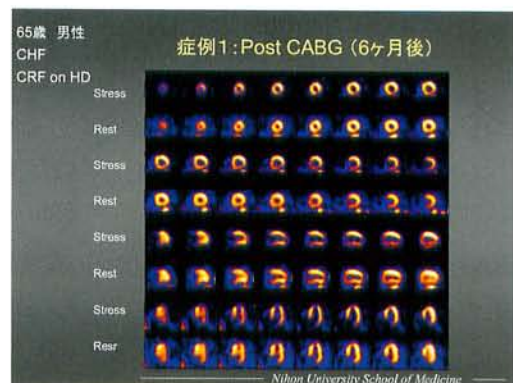 65歳 男性
CHF
CRF on HD
症例1：Post CABG（6ヶ月後）
Stress
Rest
Stress
Rest
Stress
Rest
Stress
Resr
Nihon University School of Medicine